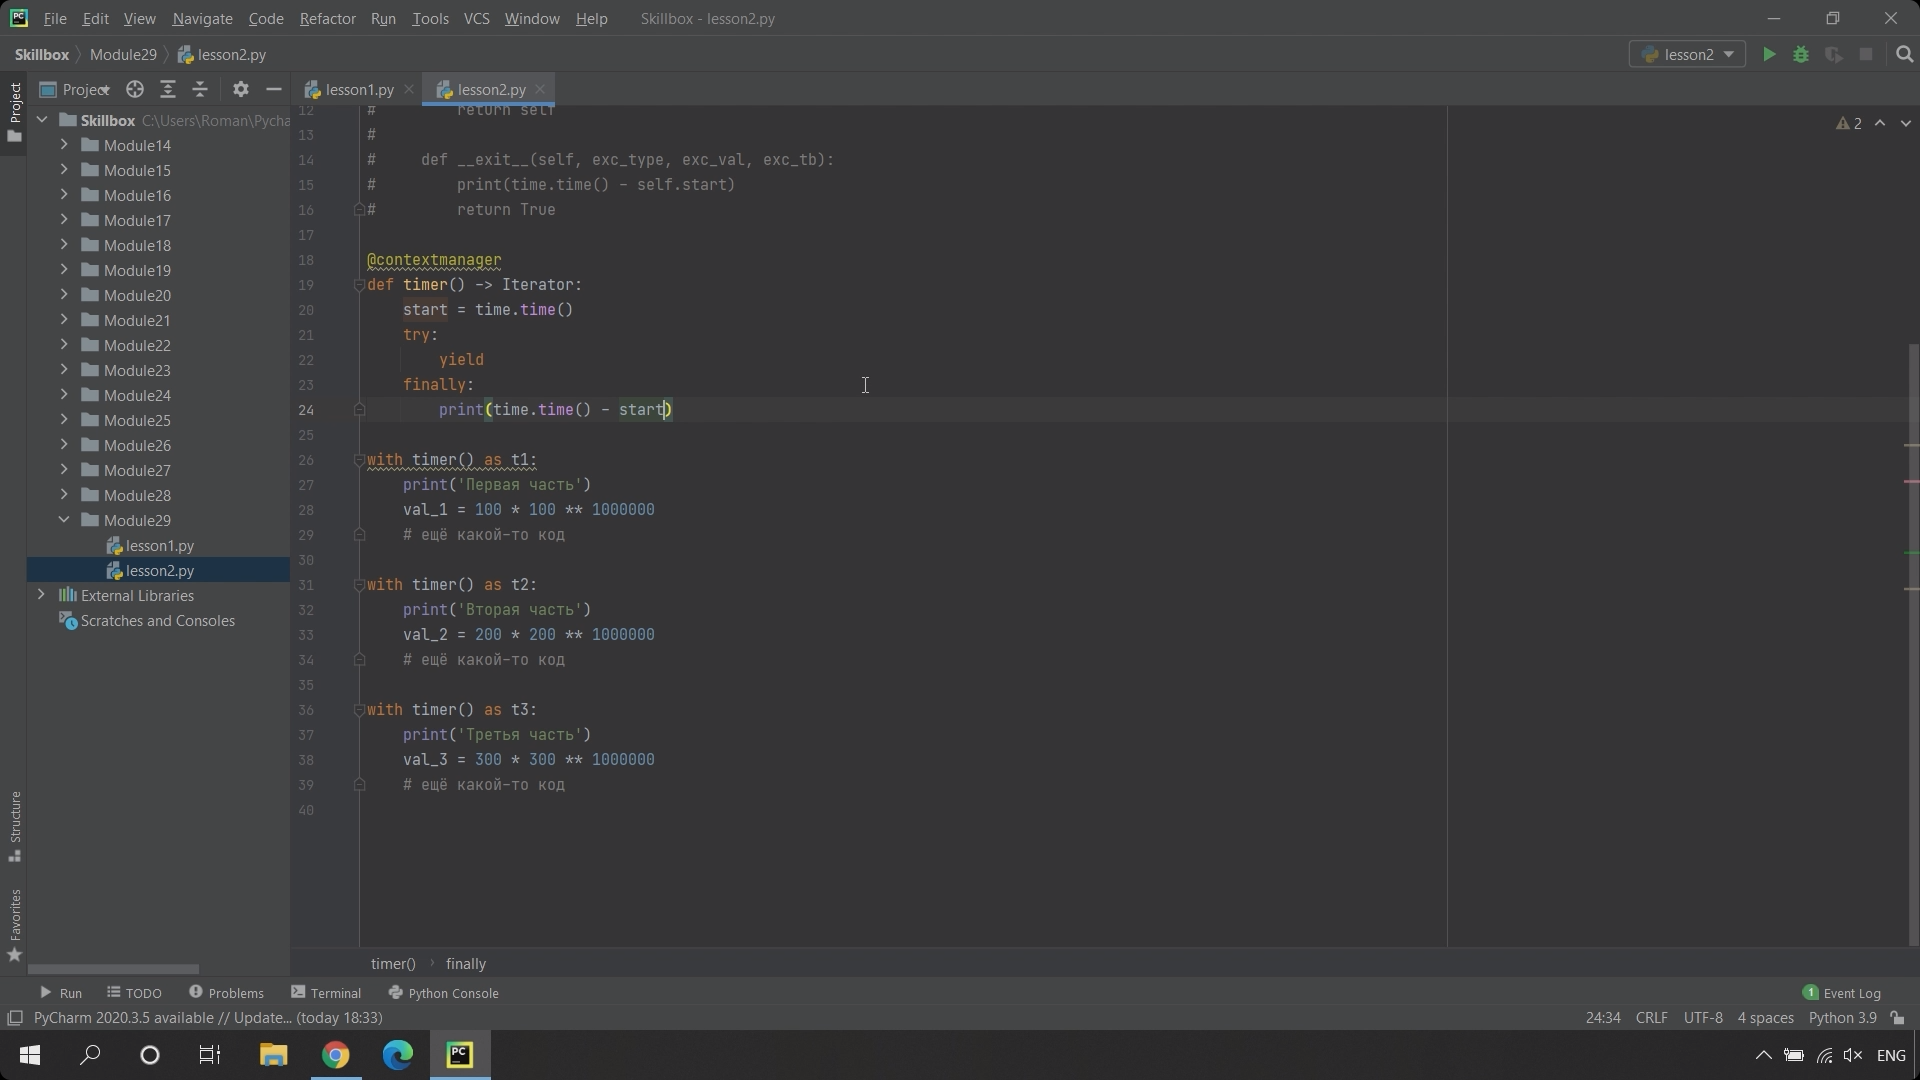 File Edit View Navigate Code Refactor Run Tools VCS Window Help Skillbox - lesson2.py
Skillbox Module29 lesson2.py lesson2
Project lesson1.py lesson2.py
Project
Skillbox C:\Users\Roman\Pycha
Module14
Module15
Module16
Module17
Module18
Module19
Module20
Module21
Module22
Module23
Module24
Module25
Module26
Module27
Module28
Module29
lesson1.py
lesson2.py
External Libraries
Scratches and Consoles
Structure
Favorites
2
12 # return self
13 #
14 # def __exit__(self, exc_type, exc_val, exc_tb):
15 # print(time.time() - self.start)
16 # return True
17
18 @contextmanager
19 def timer() -> Iterator:
20 start = time.time()
21 try:
22 yield
23 finally:
24 print(time.time() - start)
25
26 with timer() as t1:
27 print('Первая часть')
28 val_1 = 100 * 100 ** 1000000
29 # ещё какой-то код
30
31 with timer() as t2:
32 print('Вторая часть')
33 val_2 = 200 * 200 ** 1000000
34 # ещё какой-то код
35
36 with timer() as t3:
37 print('Третья часть')
38 val_3 = 300 * 300 ** 1000000
39 # ещё какой-то код
40
timer() finally
Run TODO Problems Terminal Python Console 1 Event Log
PyCharm 2020.3.5 available // Update... (today 18:33) 24:34 CRLF UTF-8 4 spaces Python 3.9
PC ENG